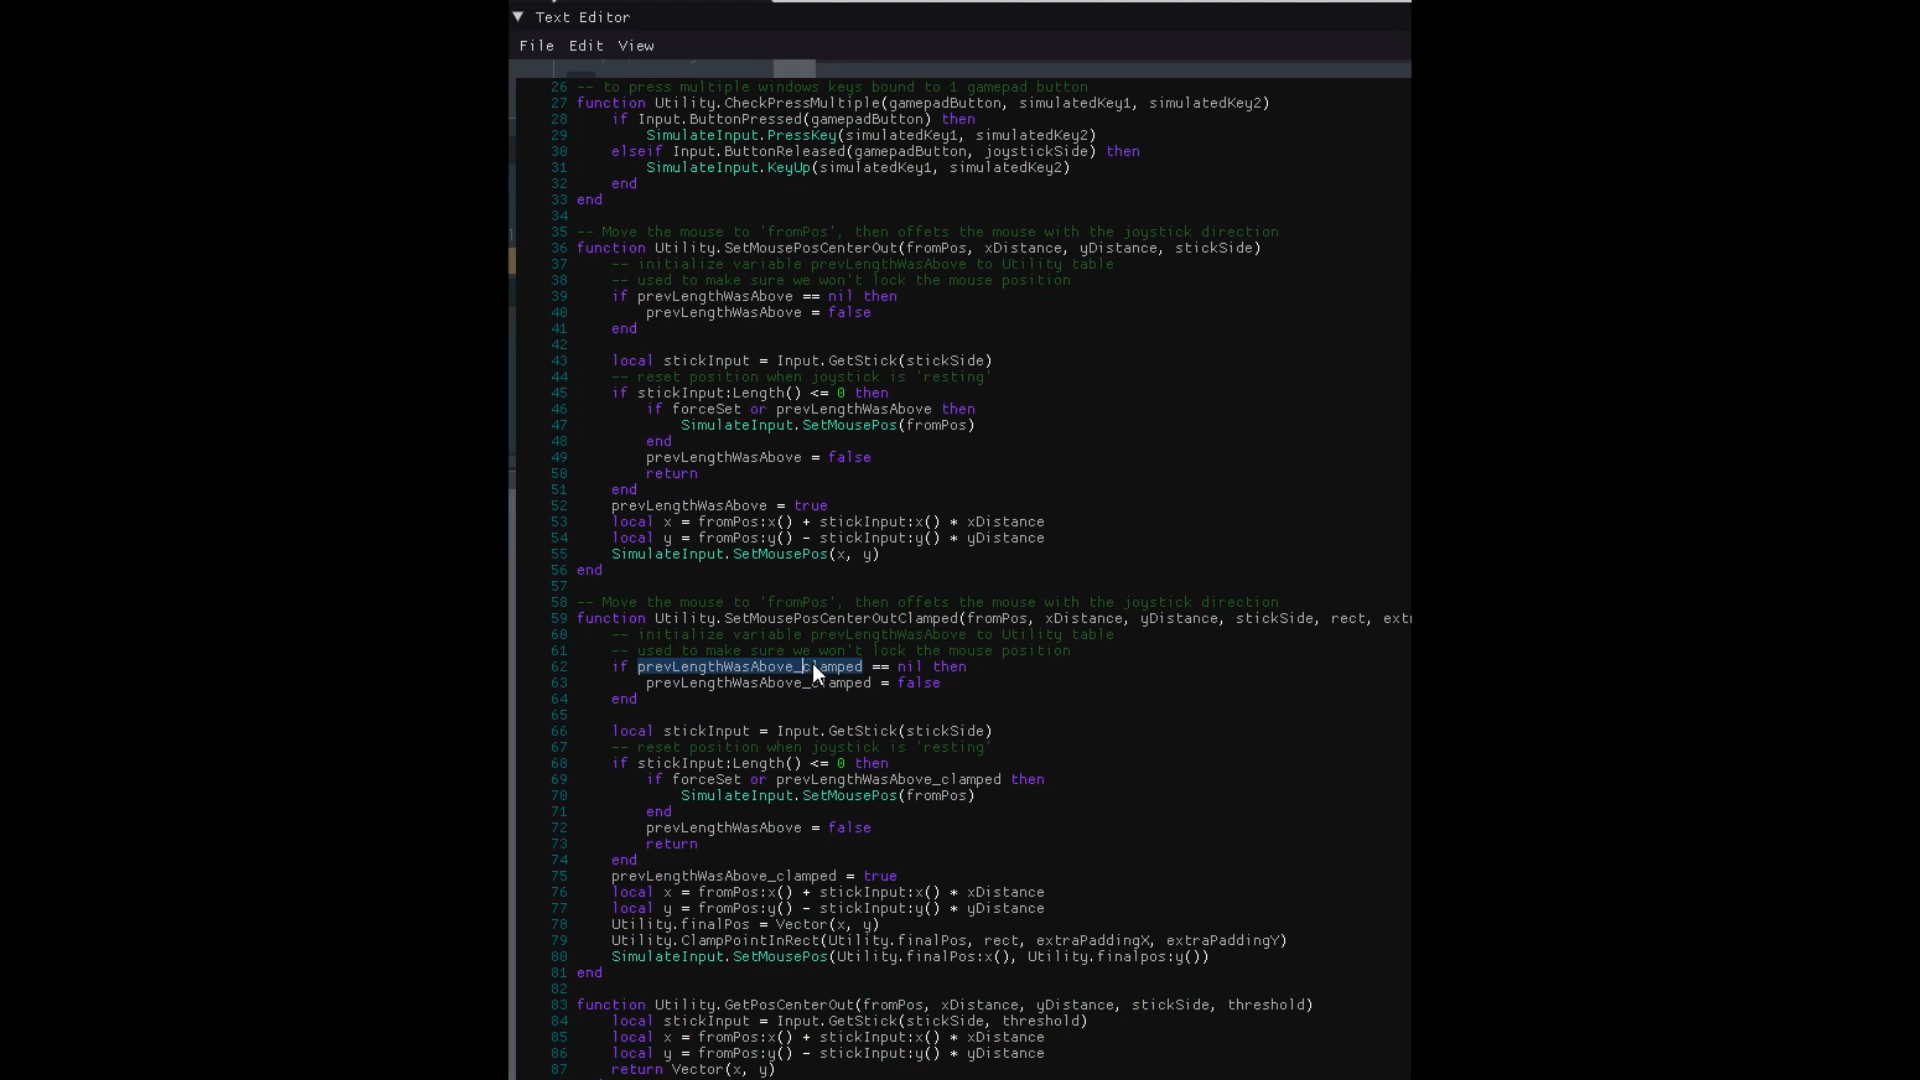 Text Editor
File Edit View
26 -- to press multiple windows keys bound to 1 gamepad button
27 function Utility.CheckPressMultiple(gamepadButton, simulatedKey1, simulatedKey2)
28 if Input.ButtonPressed(gamepadButton) then
29 SimulateInput.PressKey(simulatedKey1, simulatedKey2)
30 elseif Input.ButtonReleased(gamepadButton, joystickSide) then
31 SimulateInput.KeyUp(simulatedKey1, simulatedKey2)
32 end
33 end
34
35 -- Move the mouse to 'fromPos', then offets the mouse with the joystick direction
36 function Utility.SetMousePosCenterOut(fromPos, xDistance, yDistance, stickSide)
37 -- initialize variable prevLengthWasAbove to Utility table
38 -- used to make sure we won't lock the mouse position
39 if prevLengthWasAbove == nil then
40 prevLengthWasAbove = false
41 end
42
43 local stickInput = Input.GetStick(stickSide)
44 -- reset position when joystick is 'resting'
45 if stickInput:Length() <= 0 then
46 if forceSet or prevLengthWasAbove then
47 SimulateInput.SetMousePos(fromPos)
48 end
49 prevLengthWasAbove = false
50 return
51 end
52 prevLengthWasAbove = true
53 local x = fromPos:x() + stickInput:x() * xDistance
54 local y = fromPos:y() - stickInput:y() * yDistance
55 SimulateInput.SetMousePos(x, y)
56 end
57
58 -- Move the mouse to 'fromPos', then offets the mouse with the joystick direction
59 function Utility.SetMousePosCenterOutClamped(fromPos, xDistance, yDistance, stickSide, rect, ext
60 -- initialize variable prevLengthWasAbove to Utility table
61 -- used to make sure we won't lock the mouse position
62 if prevLengthWasAbove_clamped == nil then
63 prevLengthWasAbove_clamped = false
64 end
65
66 local stickInput = Input.GetStick(stickSide)
67 -- reset position when joystick is 'resting'
68 if stickInput:Length() <= 0 then
69 if forceSet or prevLengthWasAbove_clamped then
70 SimulateInput.SetMousePos(fromPos)
71 end
72 prevLengthWasAbove = false
73 return
74 end
75 prevLengthWasAbove_clamped = true
76 local x = fromPos:x() + stickInput:x() * xDistance
77 local y = fromPos:y() - stickInput:y() * yDistance
78 Utility.finalPos = Vector(x, y)
79 Utility.ClampPointInRect(Utility.finalPos, rect, extraPaddingX, extraPaddingY)
80 SimulateInput.SetMousePos(Utility.finalPos:x(), Utility.finalpos:y())
81 end
82
83 function Utility.GetPosCenterOut(fromPos, xDistance, yDistance, stickSide, threshold)
84 local stickInput = Input.GetStick(stickSide, threshold)
85 local x = fromPos:x() + stickInput:x() * xDistance
86 local y = fromPos:y() - stickInput:y() * yDistance
87 return Vector(x, y)